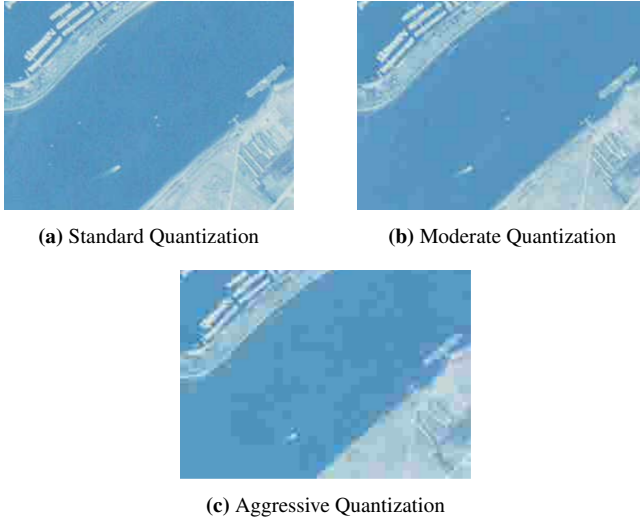 (a) Standard Quantization
(b) Moderate Quantization
(c) Aggressive Quantization